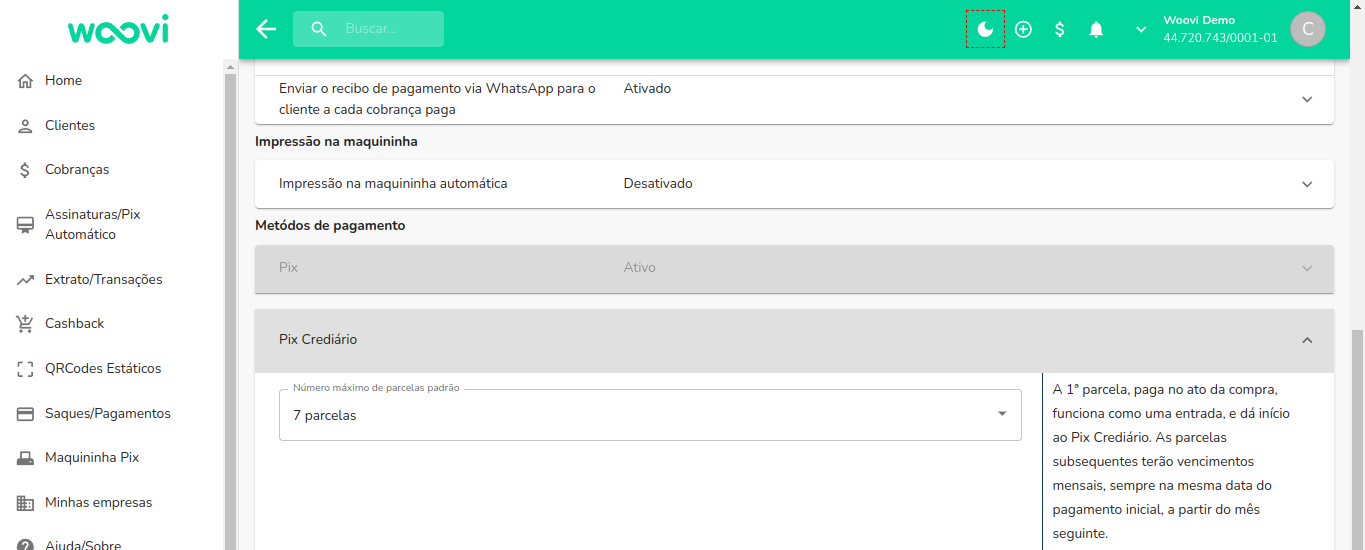 woovi
Buscar...
Woovi Demo
44.720.743/0001-01
C
Home
Clientes
Cobranças
Assinaturas/Pix
Automático
Extrato/Transações
Cashback
QRCodes Estáticos
Saques/Pagamentos
Maquininha Pix
Minhas empresas
Ajuda/Sobre
Enviar o recibo de pagamento via WhatsApp para o
cliente a cada cobrança paga
Ativado
Impressão na maquininha
Impressão na maquininha automática
Desativado
Metódos de pagamento
Pix
Ativo
Pix Crediário
Número máximo de parcelas padrão
7 parcelas
A 1ª parcela, paga no ato da compra,
funciona como uma entrada, e dá início
ao Pix Crediário. As parcelas
subsequentes terão vencimentos
mensais, sempre na mesma data do
pagamento inicial, a partir do mês
seguinte.